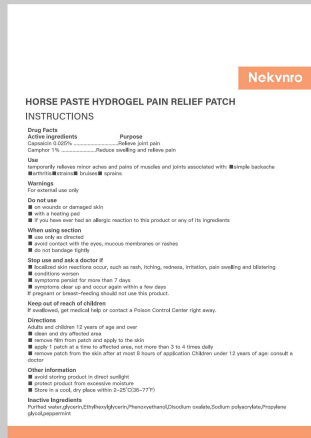 Nekvnro
HORSE PASTE HYDROGEL PAIN RELIEF PATCH
INSTRUCTIONS
Drug Facts
Active ingredients Purpose
Capsaicin 0.025% ..........................Relieve joint pain
Camphor 1% ....................Reduce swelling and relieve pain
Use
temporarily relieves minor aches and pains of muscles and joints associated with: ■simple backache
■arthritis■strains■ bruises■ sprains
Warnings
For external use only
Do not use
■ on wounds or damaged skin
■ with a heating pad
■ if you have ever had an allergic reaction to this product or any of its ingredients
When using section
■ use only as directed
■ avoid contact with the eyes, mucous membranes or rashes
■ do not bandage tightly
Stop use and ask a doctor if
■ localized skin reactions occur, such as rash, itching, redness, irritation, pain swelling and blistering
■ conditions worsen
■ symptoms persist for more than 7 days
■ symptoms clear up and occur again within a few days
If pregnant or breast-feeding should not use this product.
Keep out of reach of children
If swallowed, get medical help or contact a Poison Control Center right away.
Directions
Adults and children 12 years of age and over
■ clean and dry affected area
■ remove film from patch and apply to the skin
■ apply 1 patch at a time to affected area, not more than 3 to 4 times daily
■ remove patch from the skin after at most 8 hours of application Children under 12 years of age: consult a
doctor
Other information
■ avoid storing product in direct sunlight
■ protect product from excessive moisture
■ Store in a cool, dry place within 2-25°C(36-77°F)
Inactive Ingredients
Purified water,glycerin,Ethylhexylglycerin,Phenoxyethanol,Disodium oxalate,Sodium polyacrylate,Propylene
glycol,peppermint